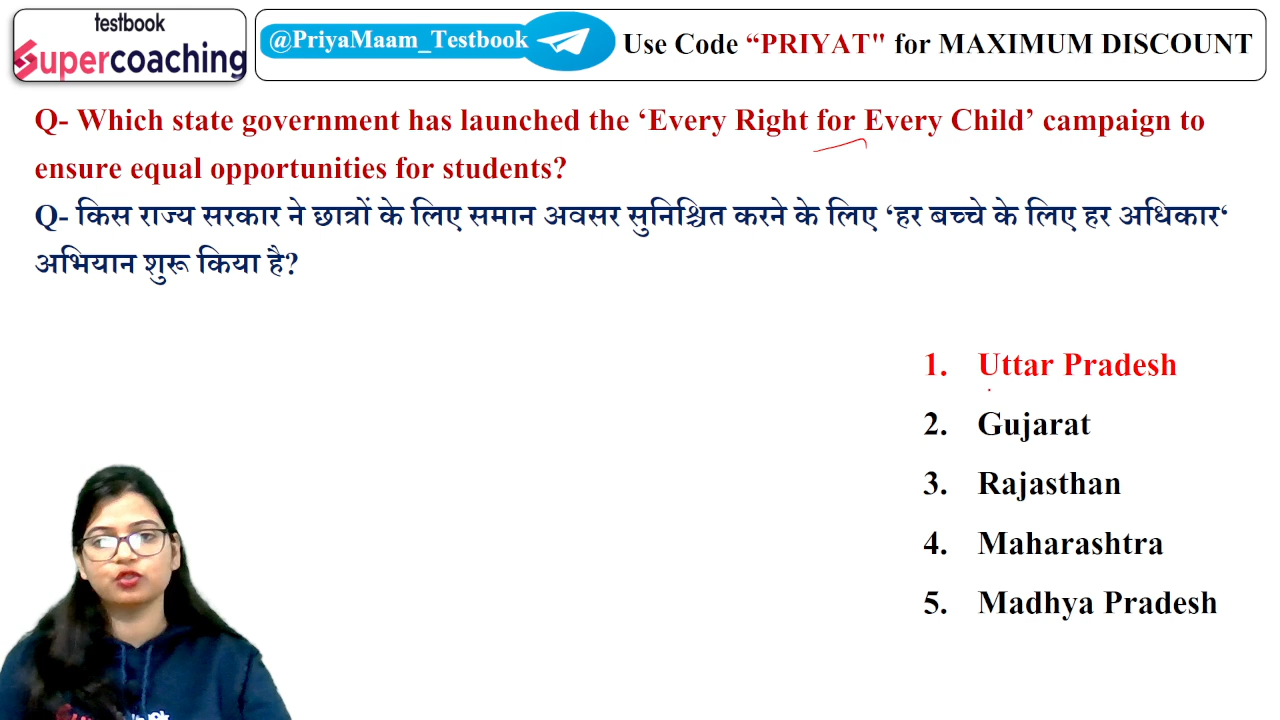 testbook
Supercoaching
@PriyaMaam_Testbook
Use Code “PRIYAT" for MAXIMUM DISCOUNT
Q- Which state government has launched the ‘Every Right for Every Child’ campaign to
ensure equal opportunities for students?
Q- किस राज्य सरकार ने छात्रों के लिए समान अवसर सुनिश्चित करने के लिए ‘हर बच्चे के लिए हर अधिकार‘
अभियान शुरू किया है?
1. Uttar Pradesh
2. Gujarat
3. Rajasthan
4. Maharashtra
5. Madhya Pradesh